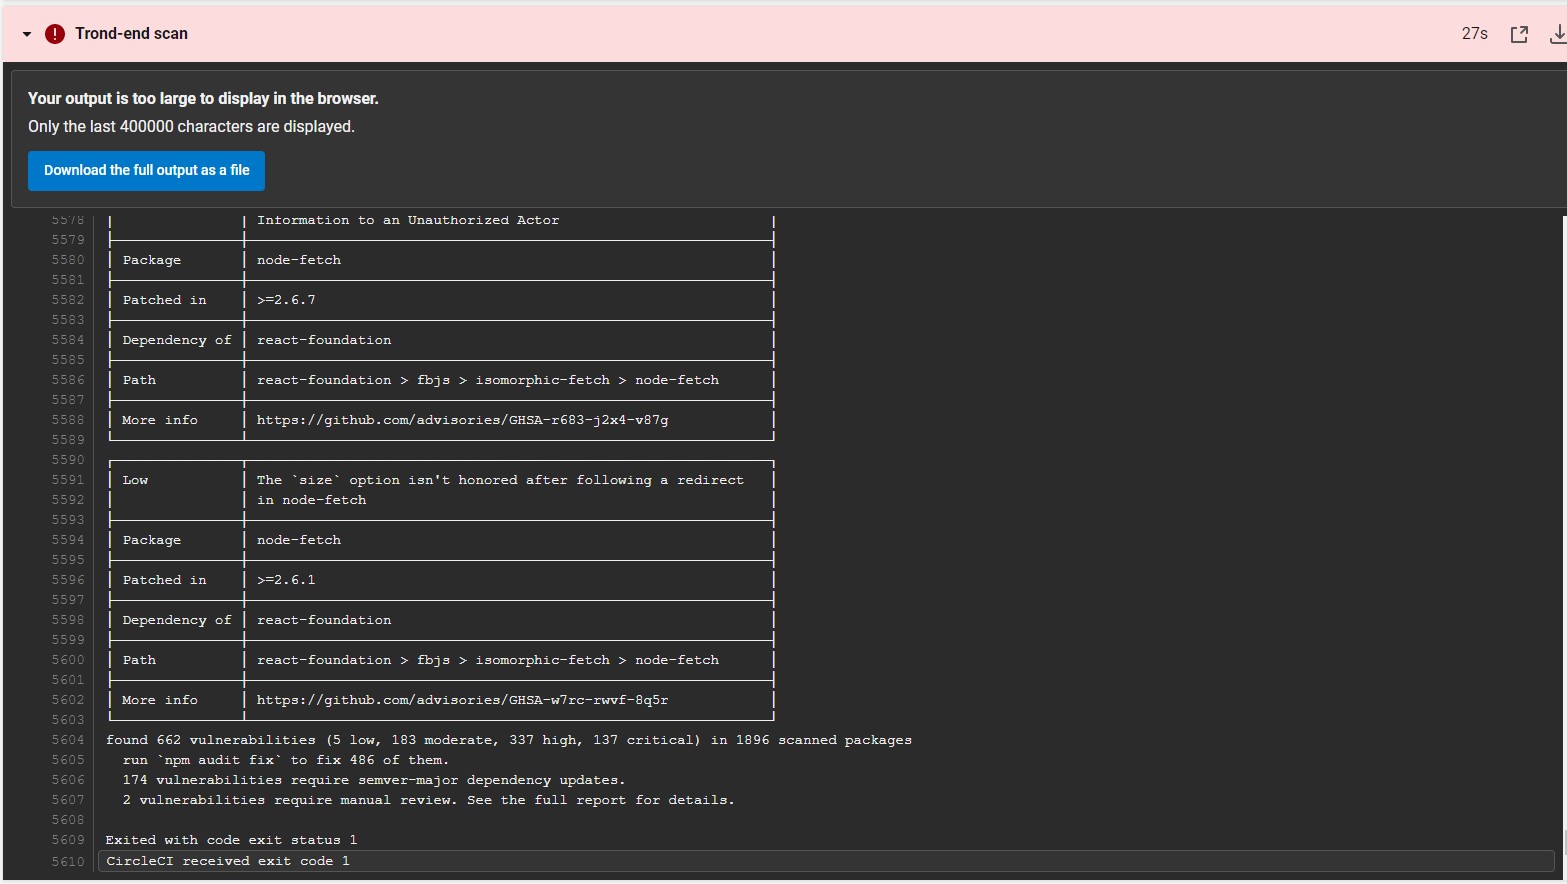 Trond-end scan
27s
Your output is too large to display in the browser.
Only the last 400000 characters are displayed.
Download the full output as a file
5578 Information to an Unauthorized Actor
5579
5580 Package node-fetch
5581
5582 Patched in >=2.6.7
5583
5584 Dependency of react-foundation
5585
5586 Path react-foundation > fbjs > isomorphic-fetch > node-fetch
5587
5588 More info https://github.com/advisories/GHSA-r683-j2x4-v87g
5589
5590
5591 Low The `size` option isn't honored after following a redirect
5592 in node-fetch
5593
5594 Package node-fetch
5595
5596 Patched in >=2.6.1
5597
5598 Dependency of react-foundation
5599
5600 Path react-foundation > fbjs > isomorphic-fetch > node-fetch
5601
5602 More info https://github.com/advisories/GHSA-w7rc-rwvf-8q5r
5603
5604 found 662 vulnerabilities (5 low, 183 moderate, 337 high, 137 critical) in 1896 scanned packages
5605 run `npm audit fix` to fix 486 of them.
5606 174 vulnerabilities require semver-major dependency updates.
5607 2 vulnerabilities require manual review. See the full report for details.
5608
5609 Exited with code exit status 1
5610 CircleCI received exit code 1